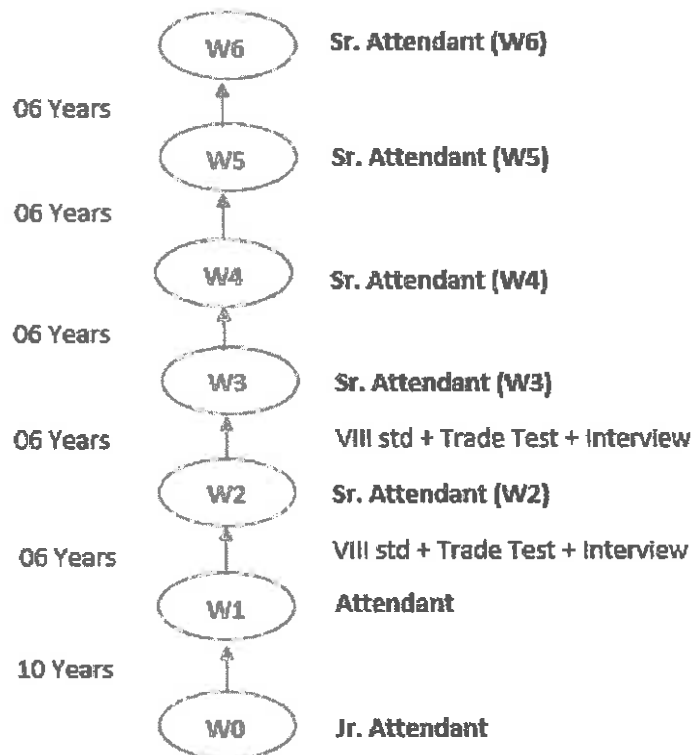 W6 Sr. Attendant (W6)
06 Years
W5 Sr. Attendant (W5)
06 Years
W4 Sr. Attendant (W4)
06 Years
W3 Sr. Attendant (W3)
06 Years VIII std + Trade Test + Interview
W2 Sr. Attendant (W2)
06 Years VIII std + Trade Test + Interview
W1 Attendant
10 Years
W0 Jr. Attendant